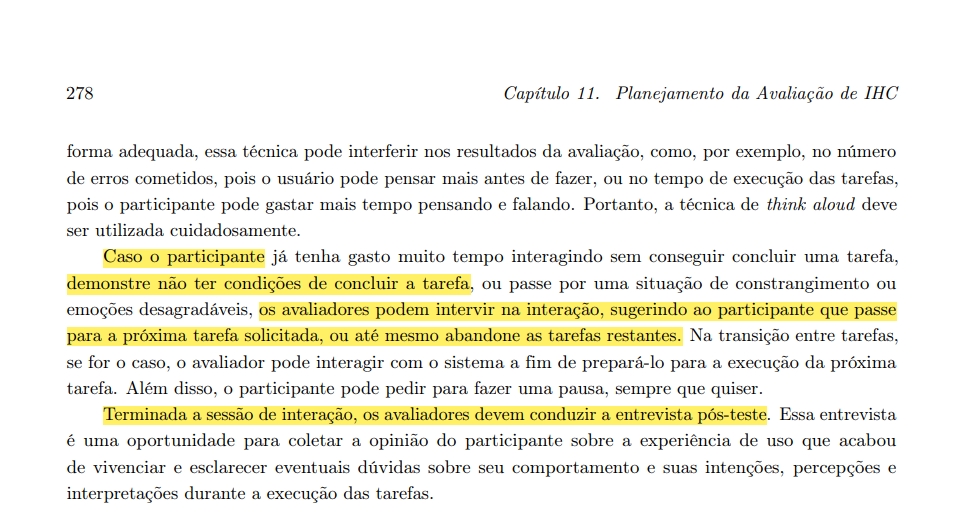 278
Capítulo 11. Planejamento da Avaliação de IHC
forma adequada, essa técnica pode interferir nos resultados da avaliação, como, por exemplo, no número
de erros cometidos, pois o usuário pode pensar mais antes de fazer, ou no tempo de execução das tarefas,
pois o participante pode gastar mais tempo pensando e falando. Portanto, a técnica de think aloud deve
ser utilizada cuidadosamente.
Caso o participante já tenha gasto muito tempo interagindo sem conseguir concluir uma tarefa,
demonstre não ter condições de concluir a tarefa, ou passe por uma situação de constrangimento ou
emoções desagradáveis, os avaliadores podem intervir na interação, sugerindo ao participante que passe
para a próxima tarefa solicitada, ou até mesmo abandone as tarefas restantes. Na transição entre tarefas,
se for o caso, o avaliador pode interagir com o sistema a fim de prepará-lo para a execução da próxima
tarefa. Além disso, o participante pode pedir para fazer uma pausa, sempre que quiser.
Terminada a sessão de interação, os avaliadores devem conduzir a entrevista pós-teste. Essa entrevista
é uma oportunidade para coletar a opinião do participante sobre a experiência de uso que acabou
de vivenciar e esclarecer eventuais dúvidas sobre seu comportamento e suas intenções, percepções e
interpretações durante a execução das tarefas.